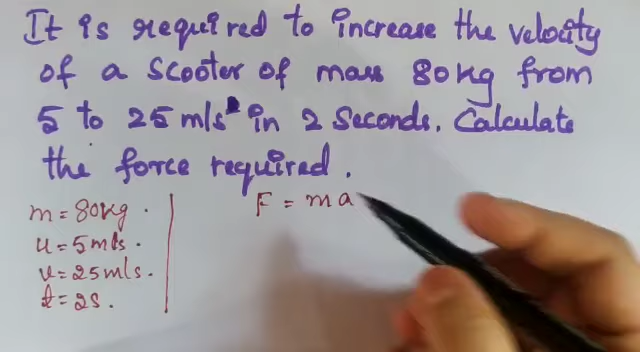 It is required to increase the velocity
of a scooter of mass 80kg from
5 to 25 m/s in 2 seconds. Calculate
the force required.
m = 80kg.
F = ma
u = 5m/s.
v = 25m/s.
t = 2s.